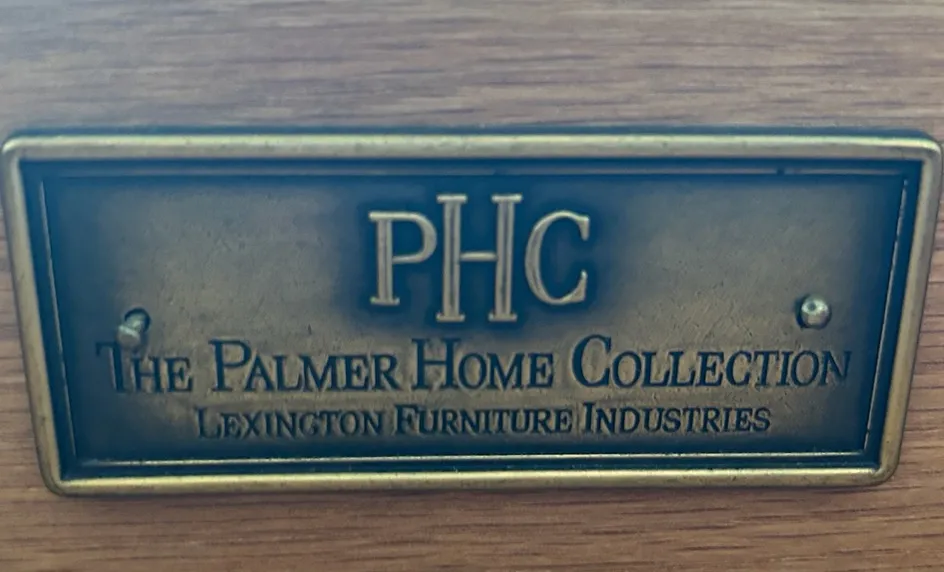 PHC
THE PALMER HOME COLLECTION
LEXINGTON FURNITURE INDUSTRIES